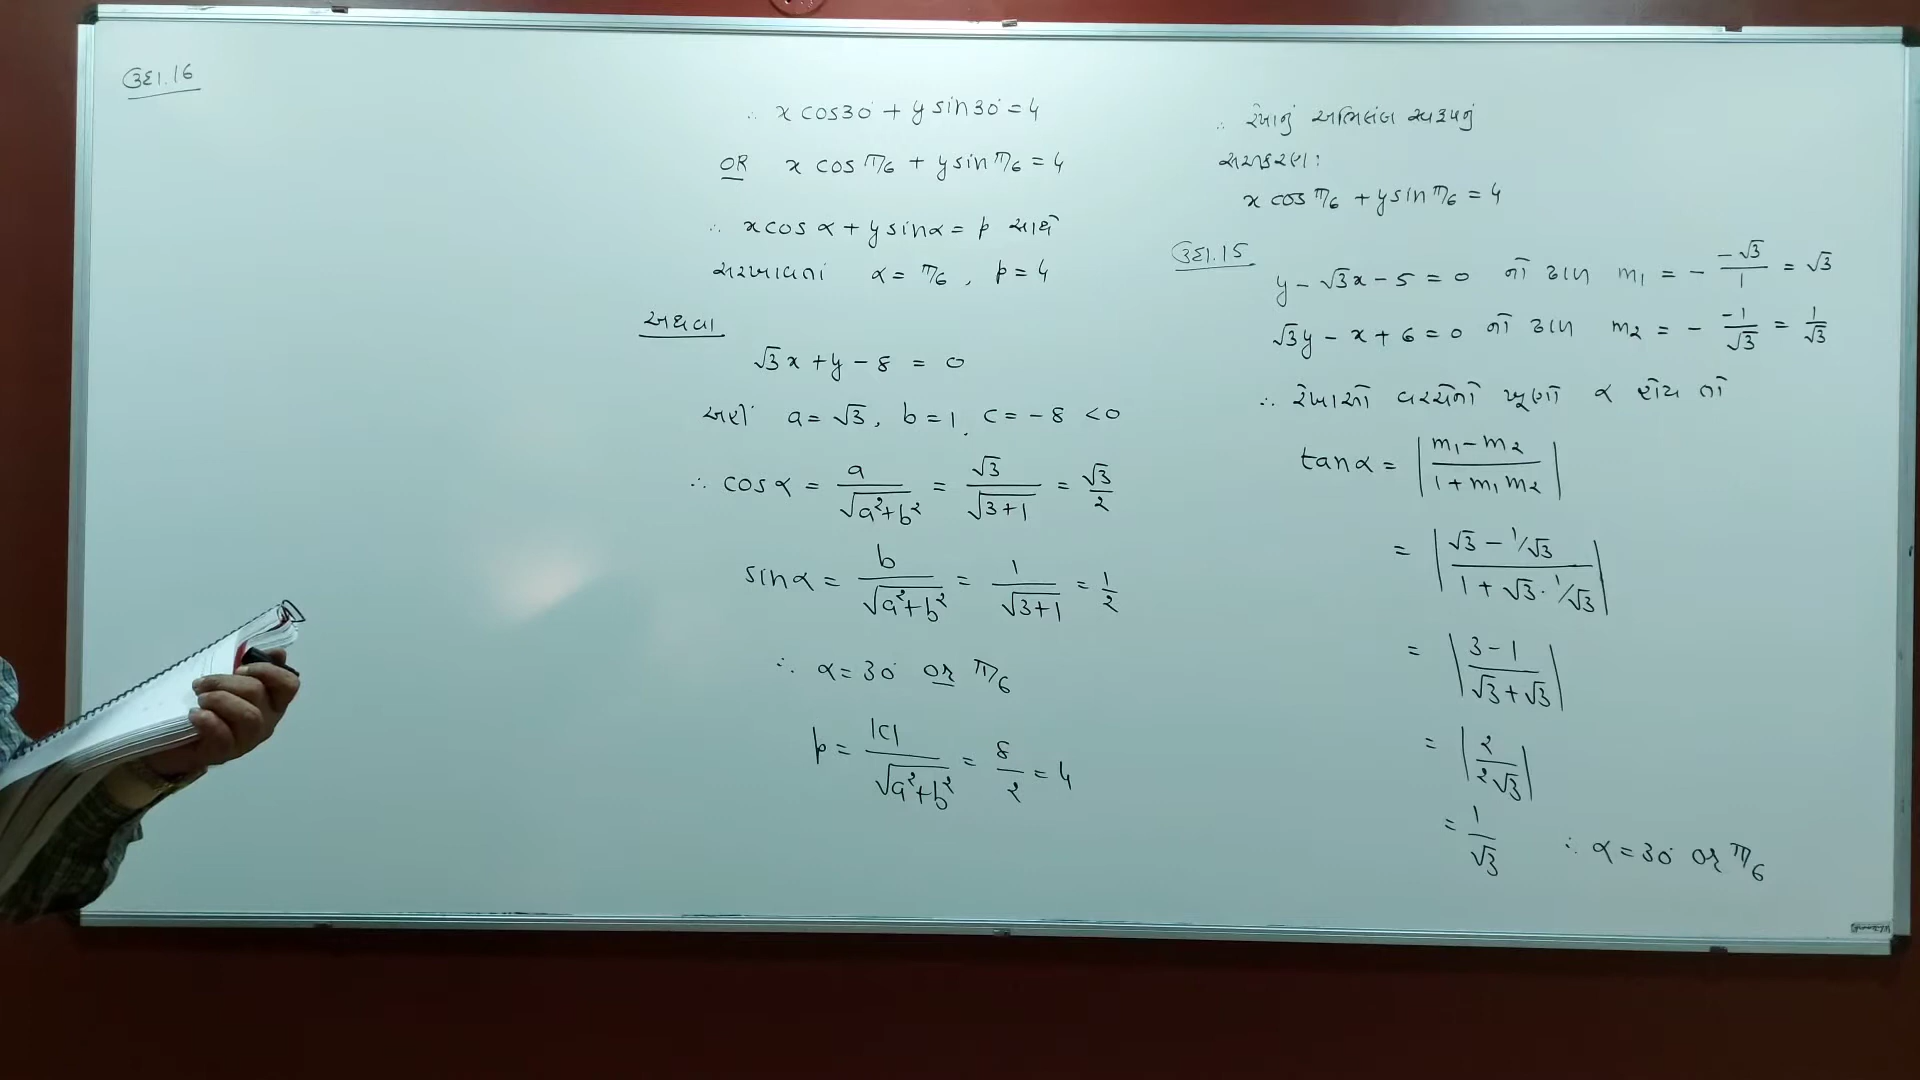 ઉદા.16
∴ x cos30° + y sin30° = 4
OR x cos π/6 + y sin π/6 = 4
∴ x cos α + y sin α = p સાથે
સરખાવતાં α = π/6 , p = 4
અથવા
√3x + y - 8 = 0
અહીં a = √3, b = 1, c = -8 < 0
∴ cos α = a/√(a²+b²) = √3/√(3+1) = √3/2
sin α = b/√(a²+b²) = 1/√(3+1) = 1/2
∴ α = 30° or π/6
p = |c|/√(a²+b²) = 8/2 = 4
∴ રેખાનું અભિલંબ સ્વરૂપનું
સમીકરણ:
x cos π/6 + y sin π/6 = 4
ઉદા.15
y - √3x - 5 = 0 નો ઢાળ m₁ = - (-√3)/1 = √3
√3y - x + 6 = 0 નો ઢાળ m₂ = - (-1)/√3 = 1/√3
∴ રેખાઓ વચ્ચેનો ખૂણો α હોય તો
tan α = |(m₁ - m₂)/(1 + m₁ m₂)|
= |(√3 - 1/√3)/(1 + √3 · 1/√3)|
= |(3 - 1)/(√3 + √3)|
= |2/(2√3)|
= 1/√3 ∴ α = 30° or π/6